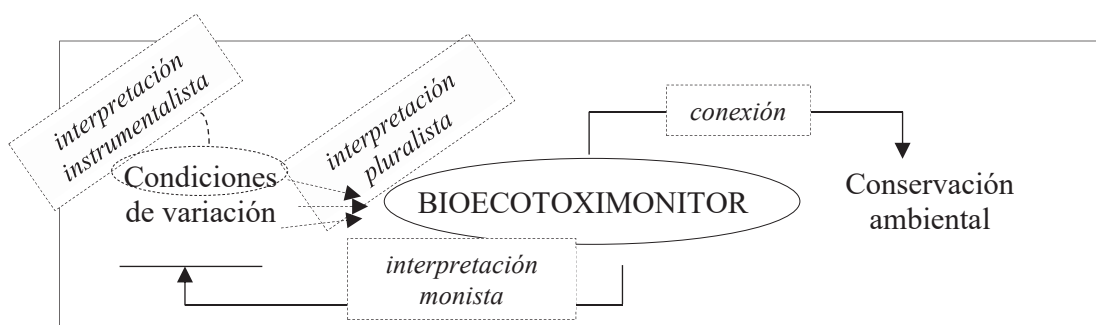 interpretación
instrumentalista
interpretación
pluralista
conexión
Condiciones
de variación
BIOECOTOXIMONITOR
Conservación
ambiental
interpretación
monista